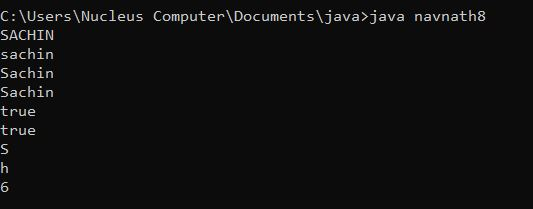 C:\Users\Nucleus Computer\Documents\java>java navnath8
SACHIN
sachin
Sachin
Sachin
true
true
S
h
6